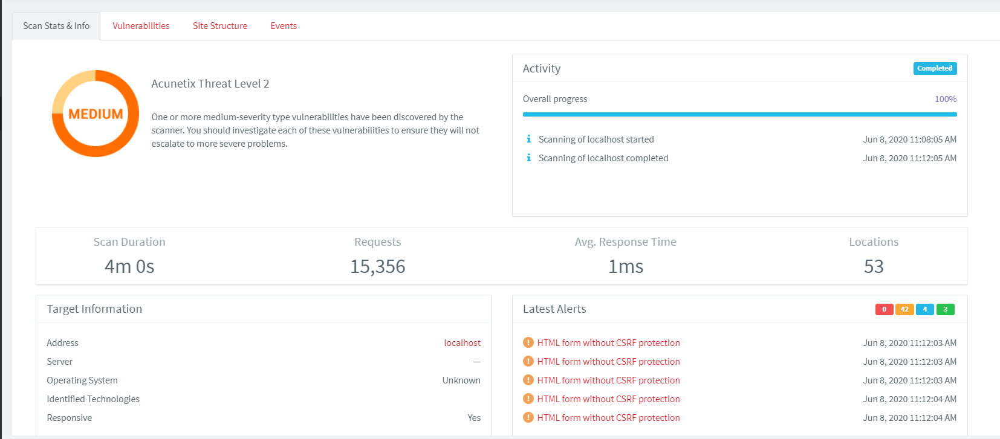 Scan Stats & Info Vulnerabilities Site Structure Events
MEDIUM
Acunetix Threat Level 2
One or more medium-severity type vulnerabilities have been discovered by the
scanner. You should investigate each of these vulnerabilities to ensure they will not
escalate to more severe problems.
Activity Completed
Overall progress 100%
Scanning of localhost started Jun 8, 2020 11:08:05 AM
Scanning of localhost completed Jun 8, 2020 11:12:05 AM
Scan Duration Requests Avg. Response Time Locations
4m 0s 15,356 1ms 53
Target Information
Address localhost
Server —
Operating System Unknown
Identified Technologies
Responsive Yes
Latest Alerts 0 42 4 3
HTML form without CSRF protection Jun 8, 2020 11:12:03 AM
HTML form without CSRF protection Jun 8, 2020 11:12:03 AM
HTML form without CSRF protection Jun 8, 2020 11:12:03 AM
HTML form without CSRF protection Jun 8, 2020 11:12:04 AM
HTML form without CSRF protection Jun 8, 2020 11:12:04 AM